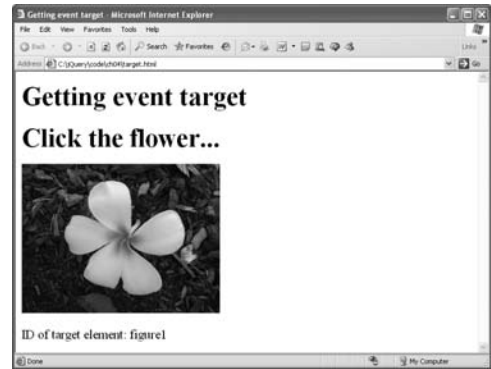 Getting event target - Microsoft Internet Explorer
File Edit View Favorites Tools Help
Back Search Favorites Links
Address C:\jQuery\code\ch04\target.html Go
Getting event target
Click the flower...
ID of target element: figure1
Done My Computer